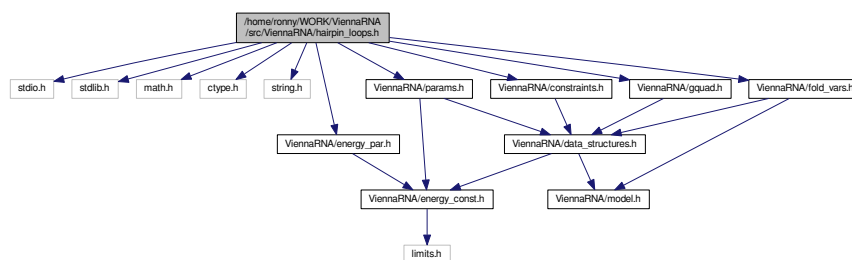 /home/ronny/WORK/ViennaRNA
/src/ViennaRNA/hairpin_loops.h
stdio.h
stdlib.h
math.h
ctype.h
string.h
ViennaRNA/params.h
ViennaRNA/constraints.h
ViennaRNA/gquad.h
ViennaRNA/fold_vars.h
ViennaRNA/energy_par.h
ViennaRNA/data_structures.h
ViennaRNA/energy_const.h
ViennaRNA/model.h
limits.h